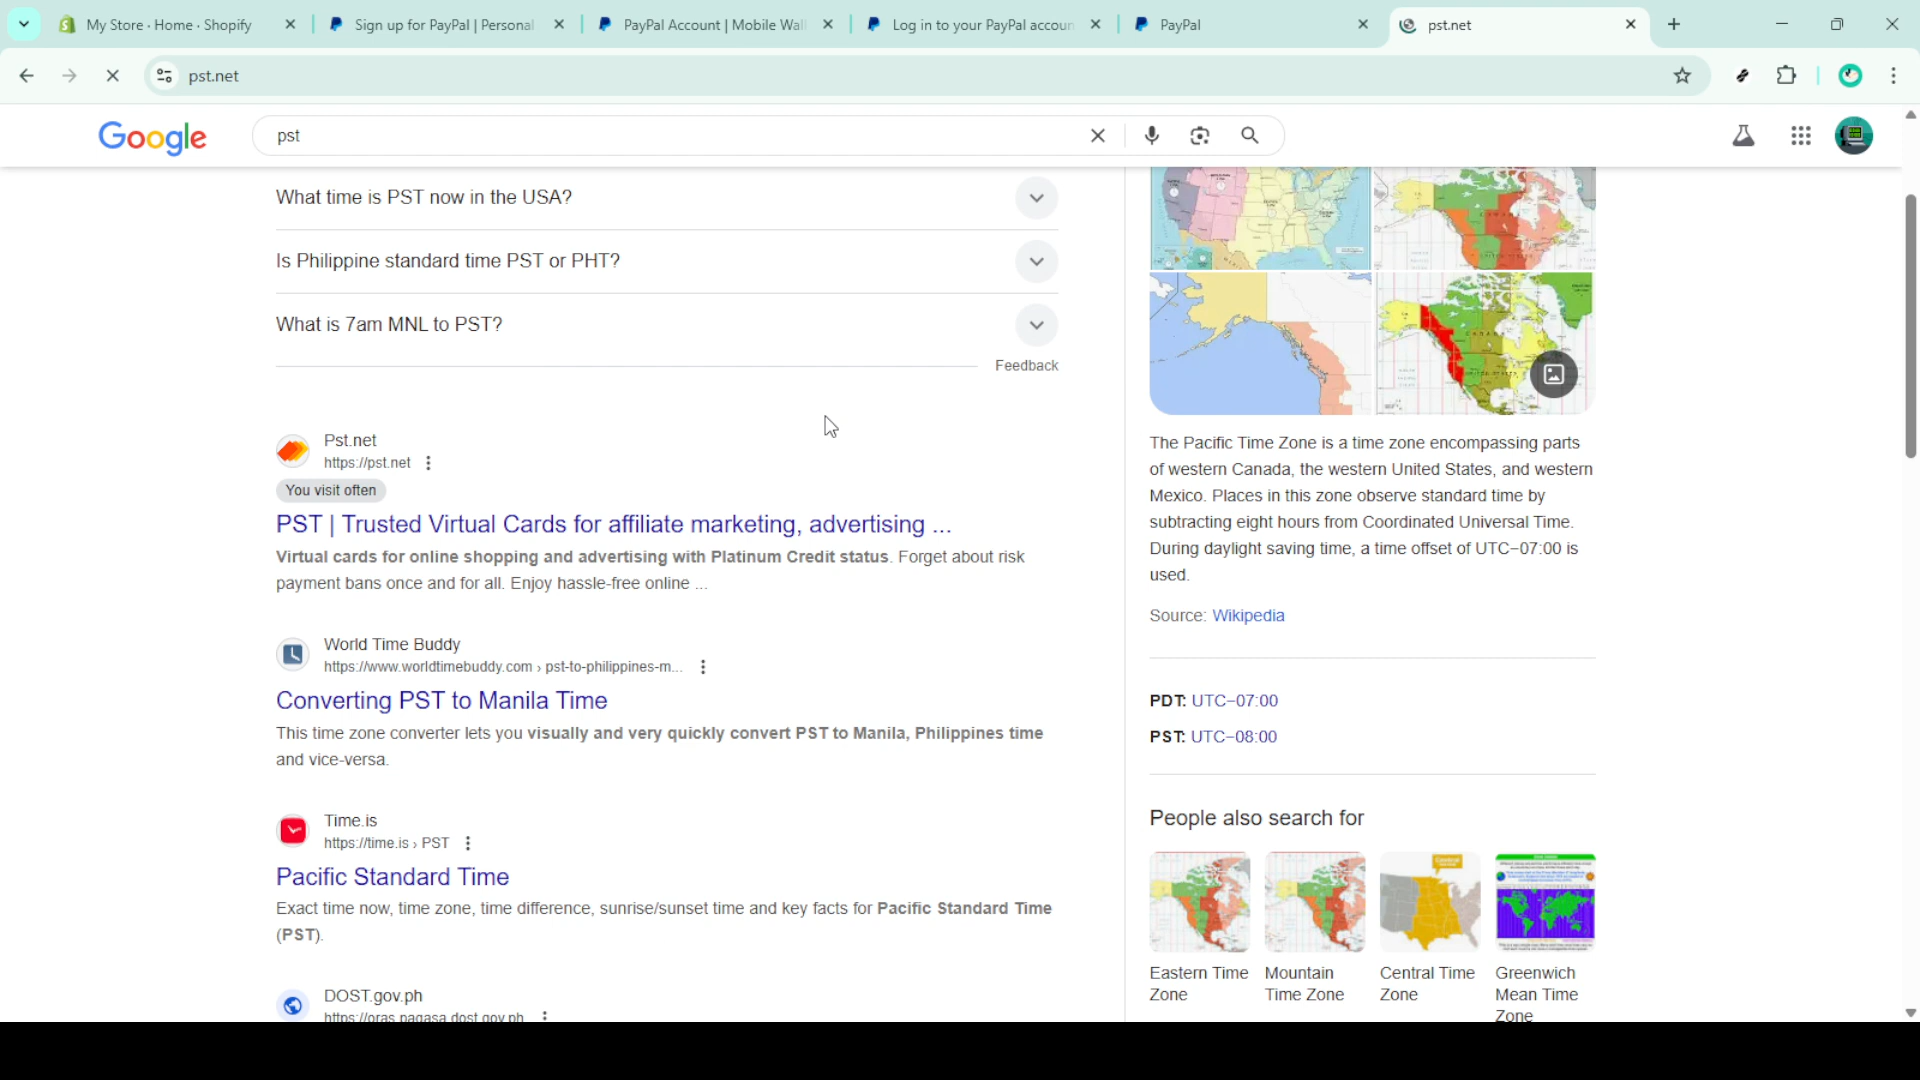 My Store · Home · Shopify
Sign up for PayPal | Personal
PayPal Account | Mobile Wal
Log in to your PayPal accoun
PayPal
pst.net
pst.net
Google
pst
What time is PST now in the USA?
Is Philippine standard time PST or PHT?
What is 7am MNL to PST?
Feedback
Pst.net
https://pst.net
You visit often
PST | Trusted Virtual Cards for affiliate marketing, advertising ...
Virtual cards for online shopping and advertising with Platinum Credit status. Forget about risk
payment bans once and for all. Enjoy hassle-free online ...
World Time Buddy
https://www.worldtimebuddy.com › pst-to-philippines-m...
Converting PST to Manila Time
This time zone converter lets you visually and very quickly convert PST to Manila, Philippines time
and vice-versa.
Time.is
https://time.is › PST
Pacific Standard Time
Exact time now, time zone, time difference, sunrise/sunset time and key facts for Pacific Standard Time
(PST).
DOST.gov.ph
https://oras.pagasa.dost.gov.ph
The Pacific Time Zone is a time zone encompassing parts
of western Canada, the western United States, and western
Mexico. Places in this zone observe standard time by
subtracting eight hours from Coordinated Universal Time.
During daylight saving time, a time offset of UTC−07:00 is
used.
Source: Wikipedia
PDT: UTC−07:00
PST: UTC−08:00
People also search for
Eastern Time
Zone
Mountain
Time Zone
Central Time
Zone
Greenwich
Mean Time
Zone